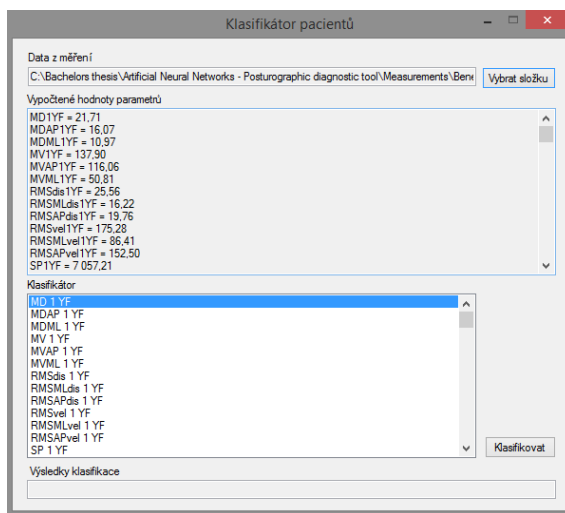 Klasifikátor pacientů
Data z měření
C:\Bachelors thesis\Artificial Neural Networks - Posturographic diagnostic tool\Measurements\Bene
Vybrat složku
Vypočtené hodnoty parametrů
MD1YF = 21,71
MDAP1YF = 16,07
MDML1YF = 10,97
MV1YF = 137,90
MVAP1YF = 116,06
MVML1YF = 50,81
RMSdis1YF = 25,56
RMSMLdis1YF = 16,22
RMSAPdis1YF = 19,76
RMSvel1YF = 175,28
RMSMLvel1YF = 86,41
RMSAPvel1YF = 152,50
SP1YF = 7 057,21
Klasifikátor
MD 1 YF
MDAP 1 YF
MDML 1 YF
MV 1 YF
MVAP 1 YF
MVML 1 YF
RMSdis 1 YF
RMSMLdis 1 YF
RMSAPdis 1 YF
RMSvel 1 YF
RMSMLvel 1 YF
RMSAPvel 1 YF
SP 1 YF
Klasifikovat
Výsledky klasifikace